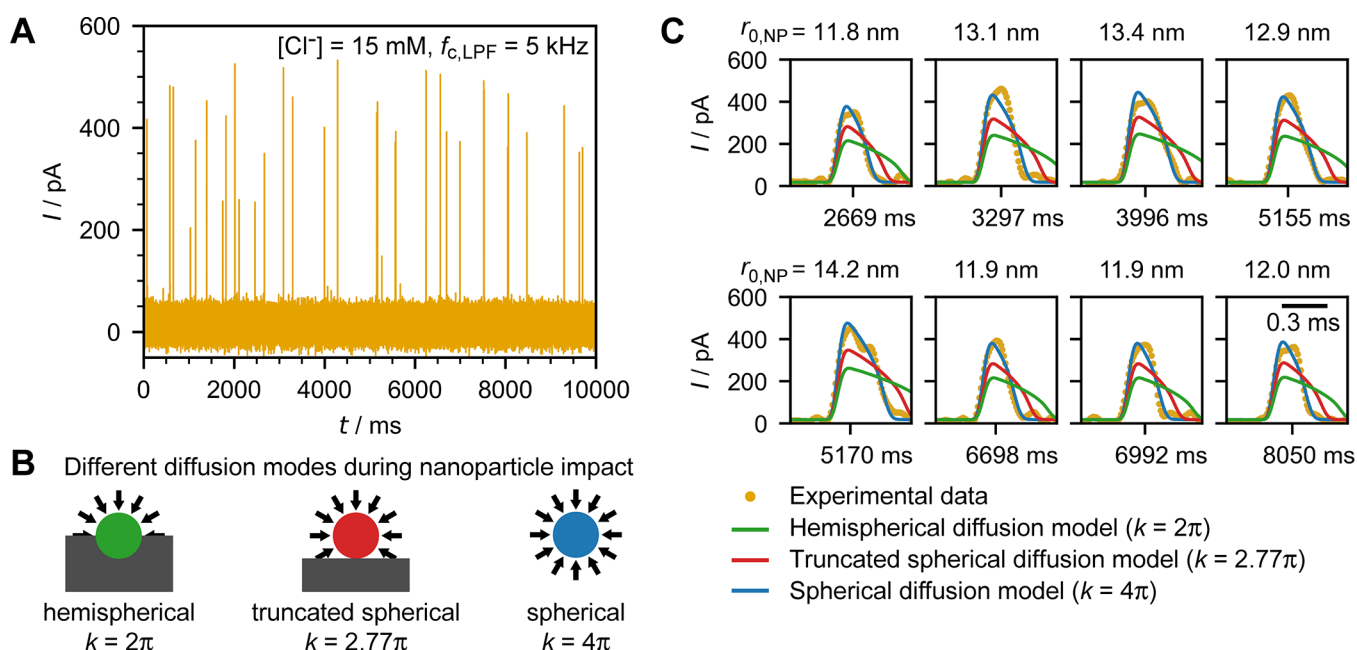 A
[Cl⁻] = 15 mM, fc,LPF = 5 kHz
600
400
200
0
I / pA
0 2000 4000 6000 8000 10000
t / ms
B
Different diffusion modes during nanoparticle impact
hemispherical truncated spherical spherical
k = 2π k = 2.77π k = 4π
C
r0,NP = 11.8 nm 13.1 nm 13.4 nm 12.9 nm
600
400
200
0
I / pA
2669 ms 3297 ms 3996 ms 5155 ms
r0,NP = 14.2 nm 11.9 nm 11.9 nm 12.0 nm
600
400
200
0
I / pA
0.3 ms
5170 ms 6698 ms 6992 ms 8050 ms
Experimental data
Hemispherical diffusion model (k = 2π)
Truncated spherical diffusion model (k = 2.77π)
Spherical diffusion model (k = 4π)